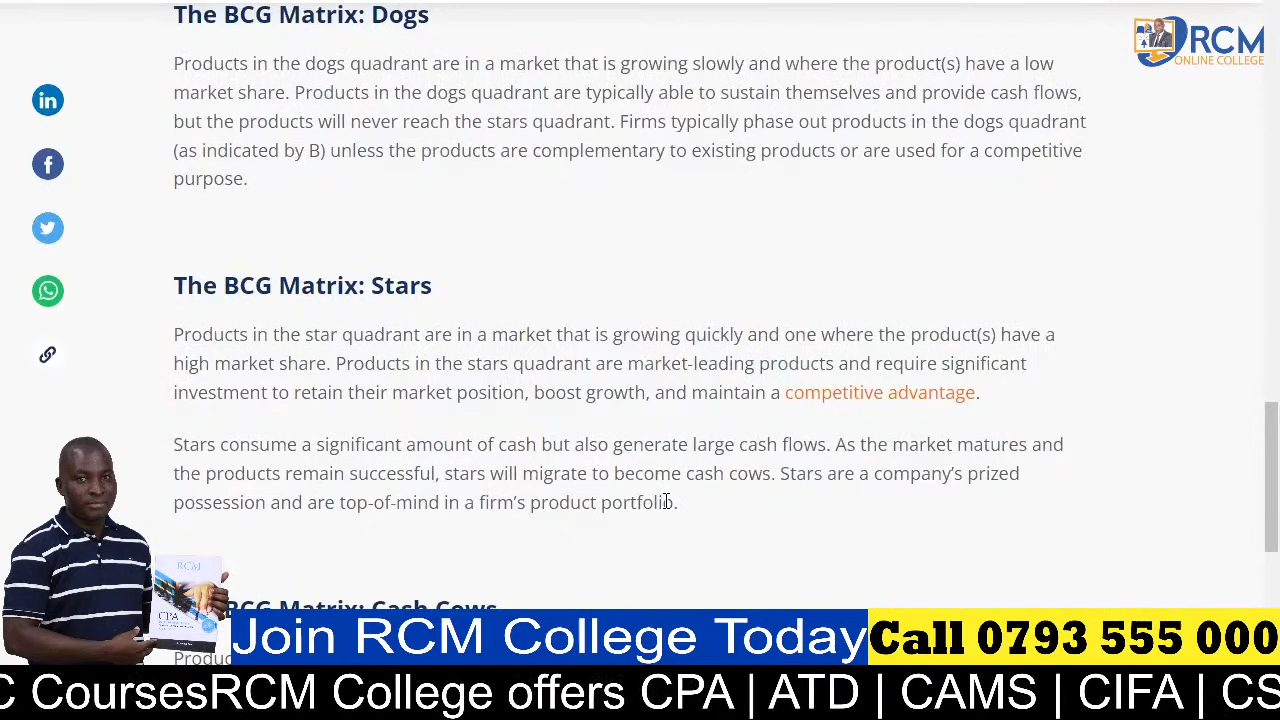 The BCG Matrix: Dogs
RCM
ONLINE COLLEGE
Products in the dogs quadrant are in a market that is growing slowly and where the product(s) have a low
market share. Products in the dogs quadrant are typically able to sustain themselves and provide cash flows,
but the products will never reach the stars quadrant. Firms typically phase out products in the dogs quadrant
(as indicated by B) unless the products are complementary to existing products or are used for a competitive
purpose.
The BCG Matrix: Stars
Products in the star quadrant are in a market that is growing quickly and one where the product(s) have a
high market share. Products in the stars quadrant are market-leading products and require significant
investment to retain their market position, boost growth, and maintain a competitive advantage.
Stars consume a significant amount of cash but also generate large cash flows. As the market matures and
the products remain successful, stars will migrate to become cash cows. Stars are a company’s prized
possession and are top-of-mind in a firm’s product portfolio.
RCM
CPA
BCG Matrix: Cash Cows
Join RCM College Today
Call 0793 555 000
C CoursesRCM College offers CPA | ATD | CAMS | CIFA | CS